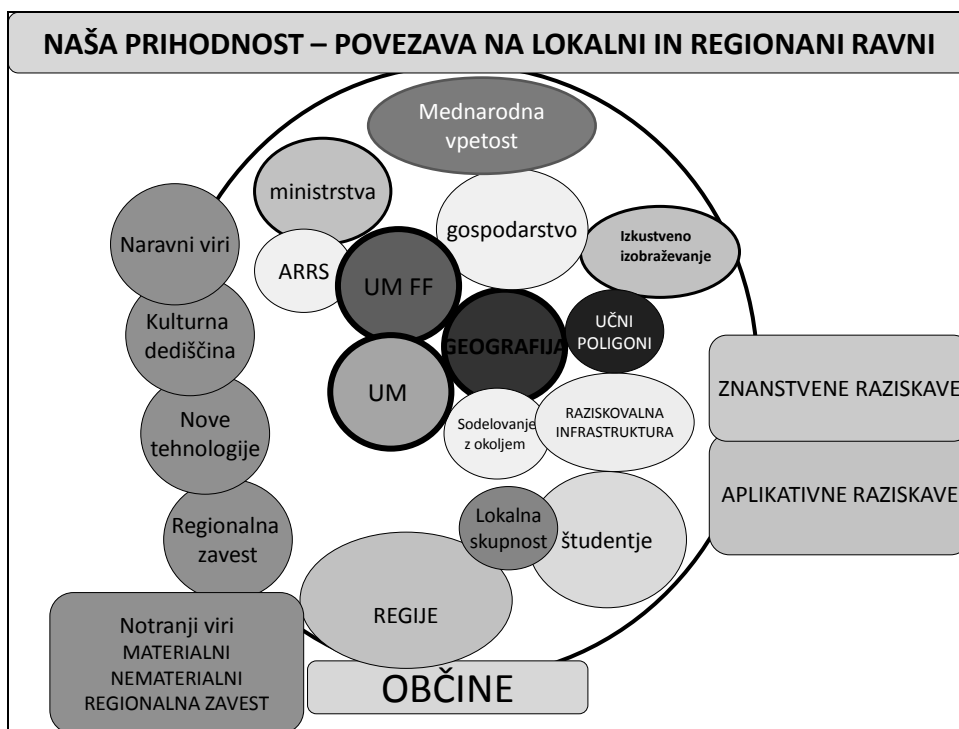 NAŠA PRIHODNOST – POVEZAVA NA LOKALNI IN REGIONANI RAVNI
Mednarodna
vpetost
ministrstva
gospodarstvo
Izkustveno
izobraževanje
Naravni viri
ARRS
UM FF
UČNI
POLIGONI
Kulturna
dediščina
GEOGRAFIJA
ZNANSTVENE RAZISKAVE
UM
Nove
tehnologije
Sodelovanje
z okoljem
RAZISKOVALNA
INFRASTRUKTURA
APLIKATIVNE RAZISKAVE
Regionalna
zavest
Lokalna
skupnost
študentje
REGIJE
Notranji viri
MATERIALNI
NEMATERIALNI
REGIONALNA ZAVEST
OBČINE